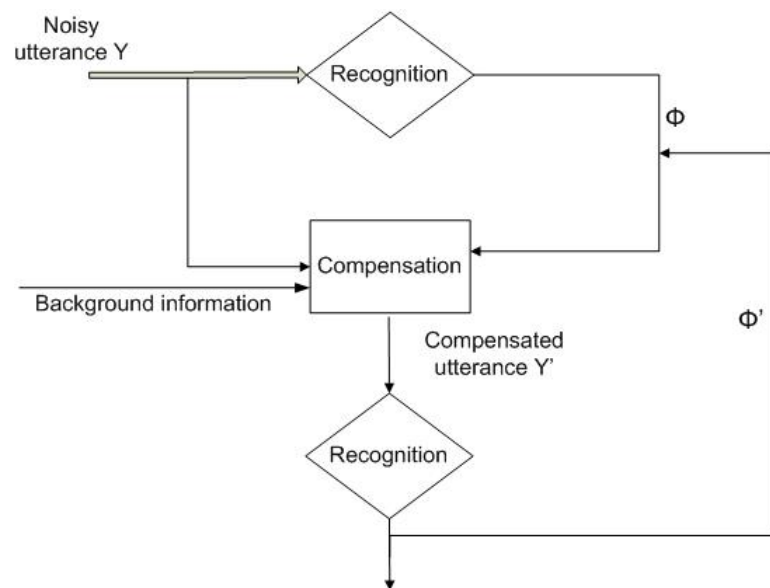 Noisy
utterance Y
Recognition
Φ
Compensation
Background information
Φ’
Compensated
utterance Y’
Recognition